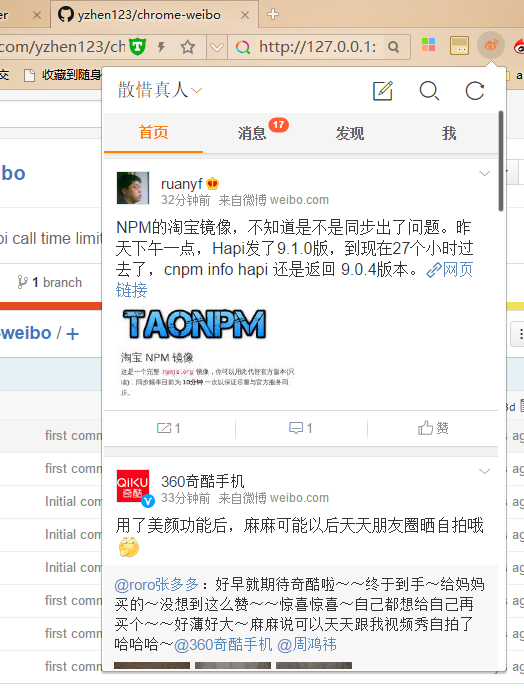 er
yzhen123/chrome-weibo
.com/yzhen123/ch
http://127.0.0.1:
交
收藏到随身
a
散惜真人
首页
消息
17
发现
我
ruanyf
32分钟前 来自微博 weibo.com
NPM的淘宝镜像，不知道是不是同步出了问题。昨
天下午一点，Hapi发了9.1.0版，到现在27个小时过
去了，cnpm info hapi 还是返回 9.0.4版本。网页
链接
TAONPM
淘宝 NPM 镜像
这是一个完整 npmjs.org 镜像，你可以用此代替官方版本(只
读)，同步频率目前为 10分钟 一次以保证尽量与官方服务同
步。
1
1
赞
QiKU
奇酷
360奇酷手机
33分钟前 来自微博 weibo.com
用了美颜功能后，麻麻可能以后天天朋友圈晒自拍哦
@roro张多多：好早就期待奇酷啦～～终于到手～给妈妈
买的～没想到这么赞～～惊喜惊喜～自己都想给自己再
买个～～好薄好大～麻麻说可以天天跟我视频秀自拍了
哈哈哈～@360奇酷手机 @周鸿祎
ibo
pi call time limit
1 branch
-weibo / +
3d
first comm
first comm
Initial com
Initial com
Initial com
first comm
first comm
first comm
s ag
s ag
s ag
s ag
s ag
s ag
s ag
s ag